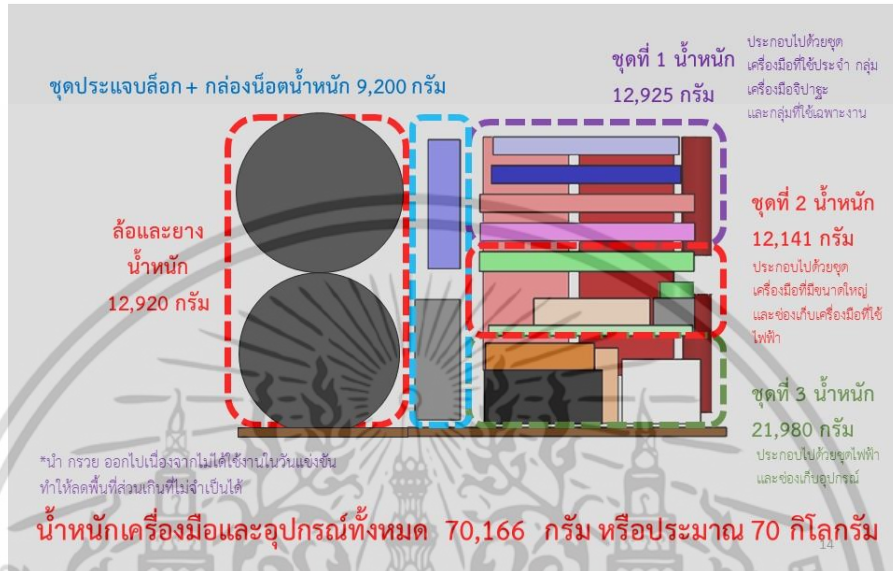 ชุดประแจบล็อก + กล่องน็อตน้ำหนัก 9,200 กรัม
ชุดที่ 1 น้ำหนัก
12,925 กรัม
ประกอบไปด้วยชุด
เครื่องมือที่ใช้ประจำ กลุ่ม
เครื่องมือจิปาฐะ
และกลุ่มที่ใช้เฉพาะงาน
ล้อและยาง
น้ำหนัก
12,920 กรัม
ชุดที่ 2 น้ำหนัก
12,141 กรัม
ประกอบไปด้วยชุด
เครื่องมือที่มีขนาดใหญ่
และช่องเก็บเครื่องมือที่ใช้
ไฟฟ้า
ชุดที่ 3 น้ำหนัก
21,980 กรัม
ประกอบไปด้วยชุดไฟฟ้า
และช่องเก็บอุปกรณ์
*นำ กรวย ออกไปเนื่องจากไม่ได้ใช้งานในวันแข่งขัน
ทำให้ลดพื้นที่ส่วนเกินที่ไม่จำเป็นได้
น้ำหนักเครื่องมือและอุปกรณ์ทั้งหมด 70,166 กรัม หรือประมาณ 70 กิโลกรัม
14